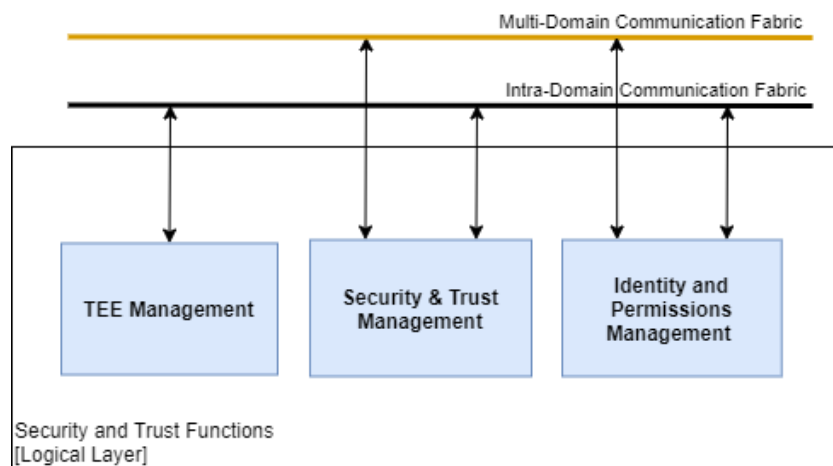 Multi-Domain Communication Fabric
Intra-Domain Communication Fabric
TEE Management
Security & Trust
Management
Identity and
Permissions
Management
Security and Trust Functions
[Logical Layer]